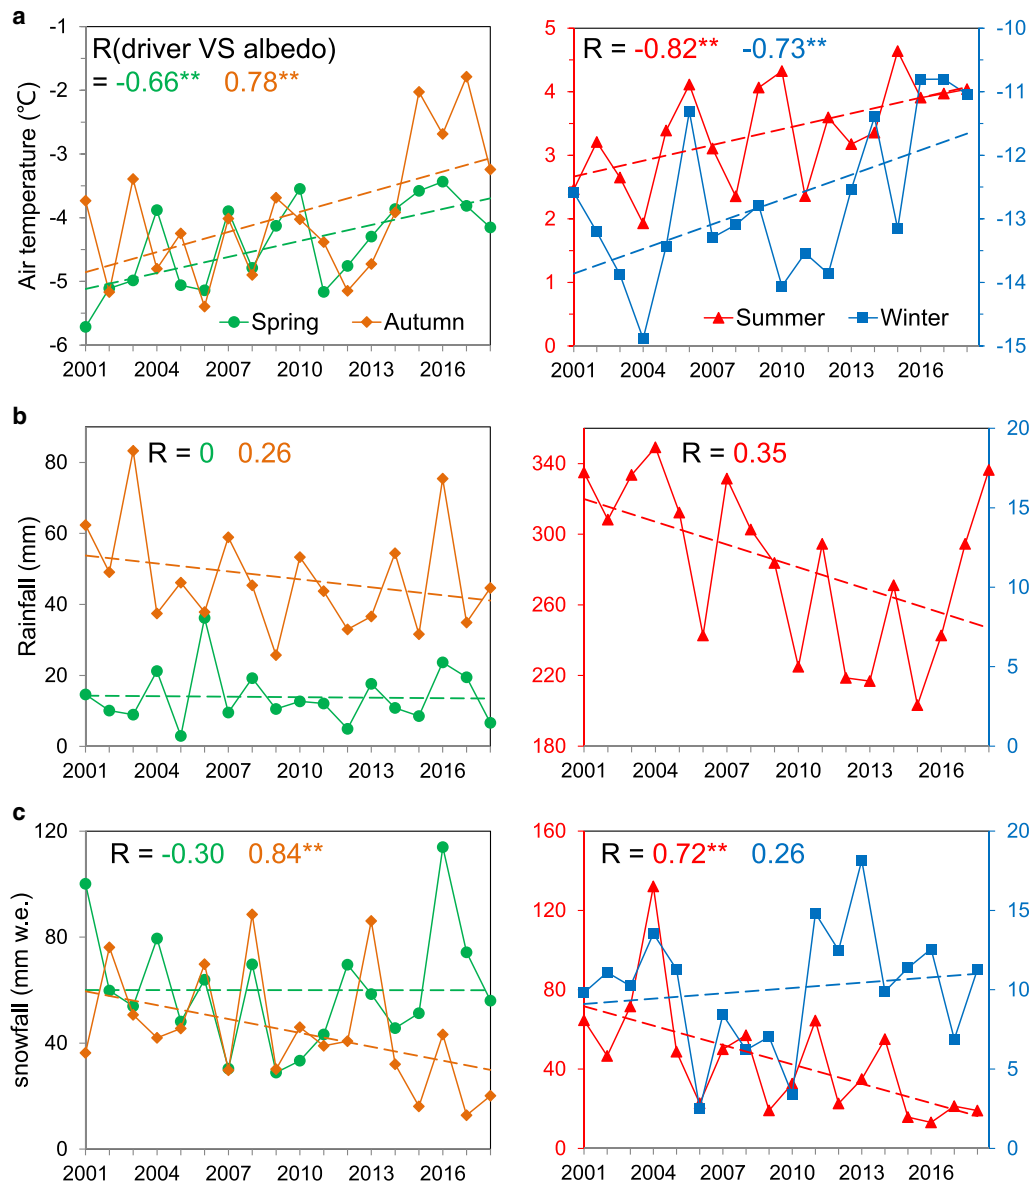 a
R(driver VS albedo)
= -0.66** 0.78**
Air temperature (℃)
-1
-2
-3
-4
-5
-6
Spring Autumn
2001 2004 2007 2010 2013 2016
R = -0.82** -0.73**
5
4
3
2
1
0
-10
-11
-12
-13
-14
-15
Summer Winter
2001 2004 2007 2010 2013 2016
b
R = 0 0.26
Rainfall (mm)
80
60
40
20
0
2001 2004 2007 2010 2013 2016
R = 0.35
340
300
260
220
180
20
15
10
5
0
2001 2004 2007 2010 2013 2016
c
R = -0.30 0.84**
snowfall (mm w.e.)
120
80
40
0
2001 2004 2007 2010 2013 2016
R = 0.72** 0.26
160
120
80
40
0
20
15
10
5
0
2001 2004 2007 2010 2013 2016